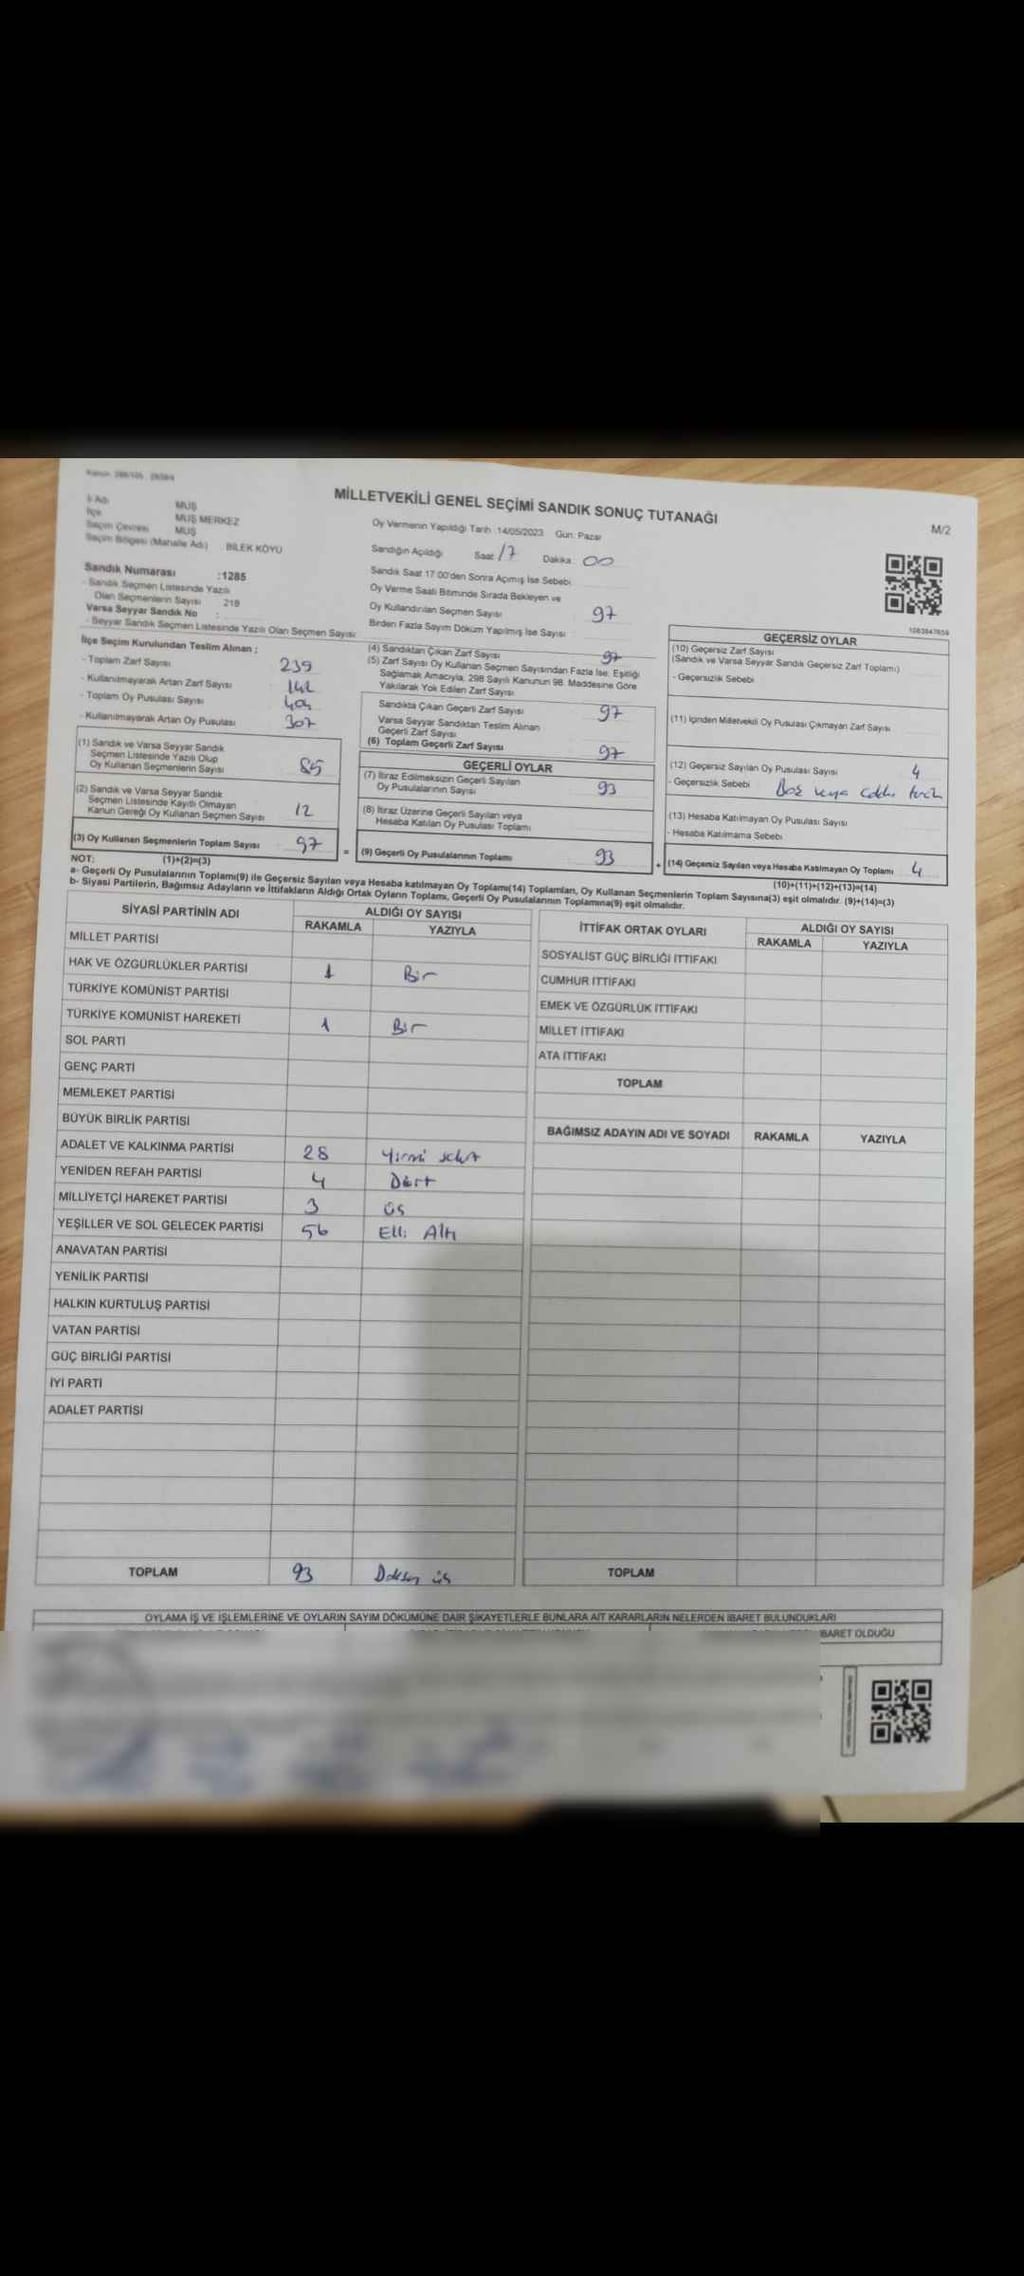 MİLLETVEKİLİ GENEL SEÇİMİ SANDIK SONUÇ TUTANAĞI
M/2
İl Adı MUŞ
İlçe MUŞ MERKEZ
Seçim Çevresi MUŞ
Seçim Bölgesi (Mahalle Adı) BİLEK KÖYÜ
Sandık Numarası :1285
- Sandık Seçmen Listesinde Yazılı
Olan Seçmenlerin Sayısı 218
Varsa Seyyar Sandık No :
- Seyyar Sandık Seçmen Listesinde Yazılı Olan Seçmen Sayısı
Oy Vermenin Yapıldığı Tarih :14/05/2023 Gün: Pazar
Sandığın Açıldığı Saat 17 Dakika: 00
Sandık Saat 17:00'den Sonra Açılmış İse Sebebi
Oy Verme Saati Bitiminde Sırada Bekleyen ve
Oy Kullandırılan Seçmen Sayısı 97
Birden Fazla Sayım Döküm Yapılmış İse Sayısı
İlçe Seçim Kurulundan Teslim Alınan ;
- Toplam Zarf Sayısı 239
- Kullanılmayarak Artan Zarf Sayısı 142
- Toplam Oy Pusulası Sayısı 404
- Kullanılmayarak Artan Oy Pusulası 307
(1) Sandık ve Varsa Seyyar Sandık
Seçmen Listesinde Yazılı Olup
Oy Kullanan Seçmenlerin Sayısı 85
(2) Sandık ve Varsa Seyyar Sandık
Seçmen Listesinde Kayıtlı Olmayan
Kanun Gereği Oy Kullanan Seçmen Sayısı 12
(3) Oy Kullanan Seçmenlerin Toplam Sayısı 97
(1)+(2)=(3)
(4) Sandıktan Çıkan Zarf Sayısı 97
(5) Zarf Sayısı Oy Kullanan Seçmen Sayısından Fazla İse; Eşitliği
Sağlamak Amacıyla, 298 Sayılı Kanunun 98. Maddesine Göre
Yakılarak Yok Edilen Zarf Sayısı
Sandıkta Çıkan Geçerli Zarf Sayısı 97
Varsa Seyyar Sandıktan Teslim Alınan
Geçerli Zarf Sayısı
(6) Toplam Geçerli Zarf Sayısı 97
GEÇERLİ OYLAR
(7) İtiraz Edilmeksizin Geçerli Sayılan
Oy Pusulalarının Sayısı 93
(8) İtiraz Üzerine Geçerli Sayılan veya
Hesaba Katılan Oy Pusulası Toplamı
= (9) Geçerli Oy Pusulalarının Toplamı 93
1083847659
GEÇERSİZ OYLAR
(10) Geçersiz Zarf Sayısı
(Sandık ve Varsa Seyyar Sandık Geçersiz Zarf Toplamı)
- Geçersizlik Sebebi
(11) İçinden Milletvekili Oy Pusulası Çıkmayan Zarf Sayısı
(12) Geçersiz Sayılan Oy Pusulası Sayısı 4
- Geçersizlik Sebebi Boş veya
(13) Hesaba Katılmayan Oy Pusulası Sayısı
- Hesaba Katılmama Sebebi
+ (14) Geçersiz Sayılan veya Hesaba Katılmayan Oy Toplamı 4
(10)+(11)+(12)+(13)=(14)
NOT:
a- Geçerli Oy Pusulalarının Toplamı(9) ile Geçersiz Sayılan veya Hesaba katılmayan Oy Toplamı(14) Toplamları, Oy Kullanan Seçmenlerin Toplam Sayısına(3) eşit olmalıdır. (9)+(14)=(3)
b- Siyasi Partilerin, Bağımsız Adayların ve İttifakların Aldığı Ortak Oyların Toplamı, Geçerli Oy Pusulalarının Toplamına(9) eşit olmalıdır.
SİYASİ PARTİNİN ADI ALDIĞI OY SAYISI
RAKAMLA YAZIYLA
MİLLET PARTİSİ
HAK VE ÖZGÜRLÜKLER PARTİSİ 1 Bir
TÜRKİYE KOMÜNİST PARTİSİ
TÜRKİYE KOMÜNİST HAREKETİ 1 Bir
SOL PARTİ
GENÇ PARTİ
MEMLEKET PARTİSİ
BÜYÜK BİRLİK PARTİSİ
ADALET VE KALKINMA PARTİSİ 28 Yirmi sekiz
YENİDEN REFAH PARTİSİ 4 Dört
MİLLİYETÇİ HAREKET PARTİSİ 3 üs
YEŞİLLER VE SOL GELECEK PARTİSİ 56 Elli Altı
ANAVATAN PARTİSİ
YENİLİK PARTİSİ
HALKIN KURTULUŞ PARTİSİ
VATAN PARTİSİ
GÜÇ BİRLİĞİ PARTİSİ
İYİ PARTİ
ADALET PARTİSİ
TOPLAM 93 Doksan üs
İTTİFAK ORTAK OYLARI ALDIĞI OY SAYISI
RAKAMLA YAZIYLA
SOSYALİST GÜÇ BİRLİĞİ İTTİFAKI
CUMHUR İTTİFAKI
EMEK VE ÖZGÜRLÜK İTTİFAKI
MİLLET İTTİFAKI
ATA İTTİFAKI
TOPLAM
BAĞIMSIZ ADAYIN ADI VE SOYADI RAKAMLA YAZIYLA
TOPLAM
OYLAMA İŞ VE İŞLEMLERİNE VE OYLARIN SAYIM DÖKÜMÜNE DAİR ŞİKAYETLERLE BUNLARA AİT KARARLARIN NELERDEN İBARET BULUNDUKLARI
İBARET OLDUĞU